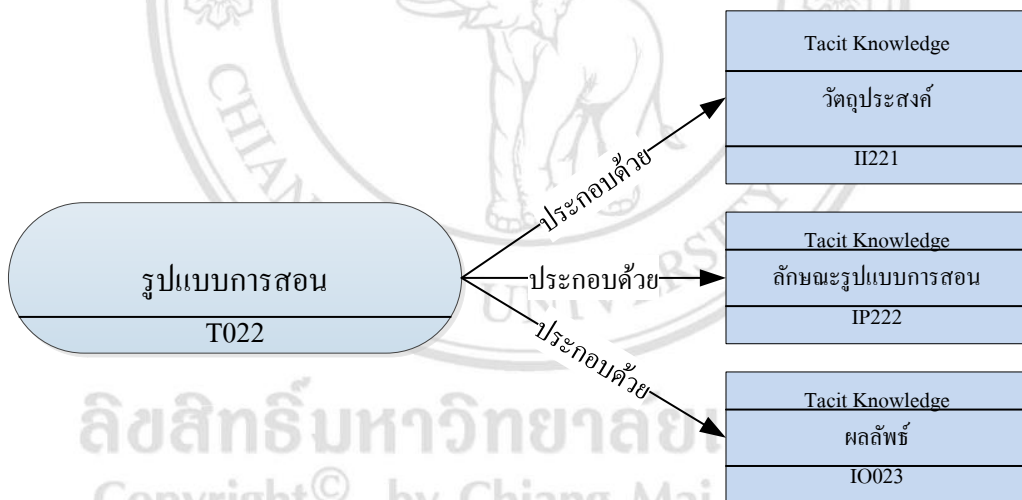 Tacit Knowledge
วัตถุประสงค์
II221
ประกอบด้วย
Tacit Knowledge
ลักษณะรูปแบบการสอน
IP222
ประกอบด้วย
รูปแบบการสอน
T022
ประกอบด้วย
Tacit Knowledge
ผลลัพธ์
IO023
CHIANG UNIVERSITY
ลิขสิทธิ์มหาวิทยาลัย
Copyright© by Chiang Mai